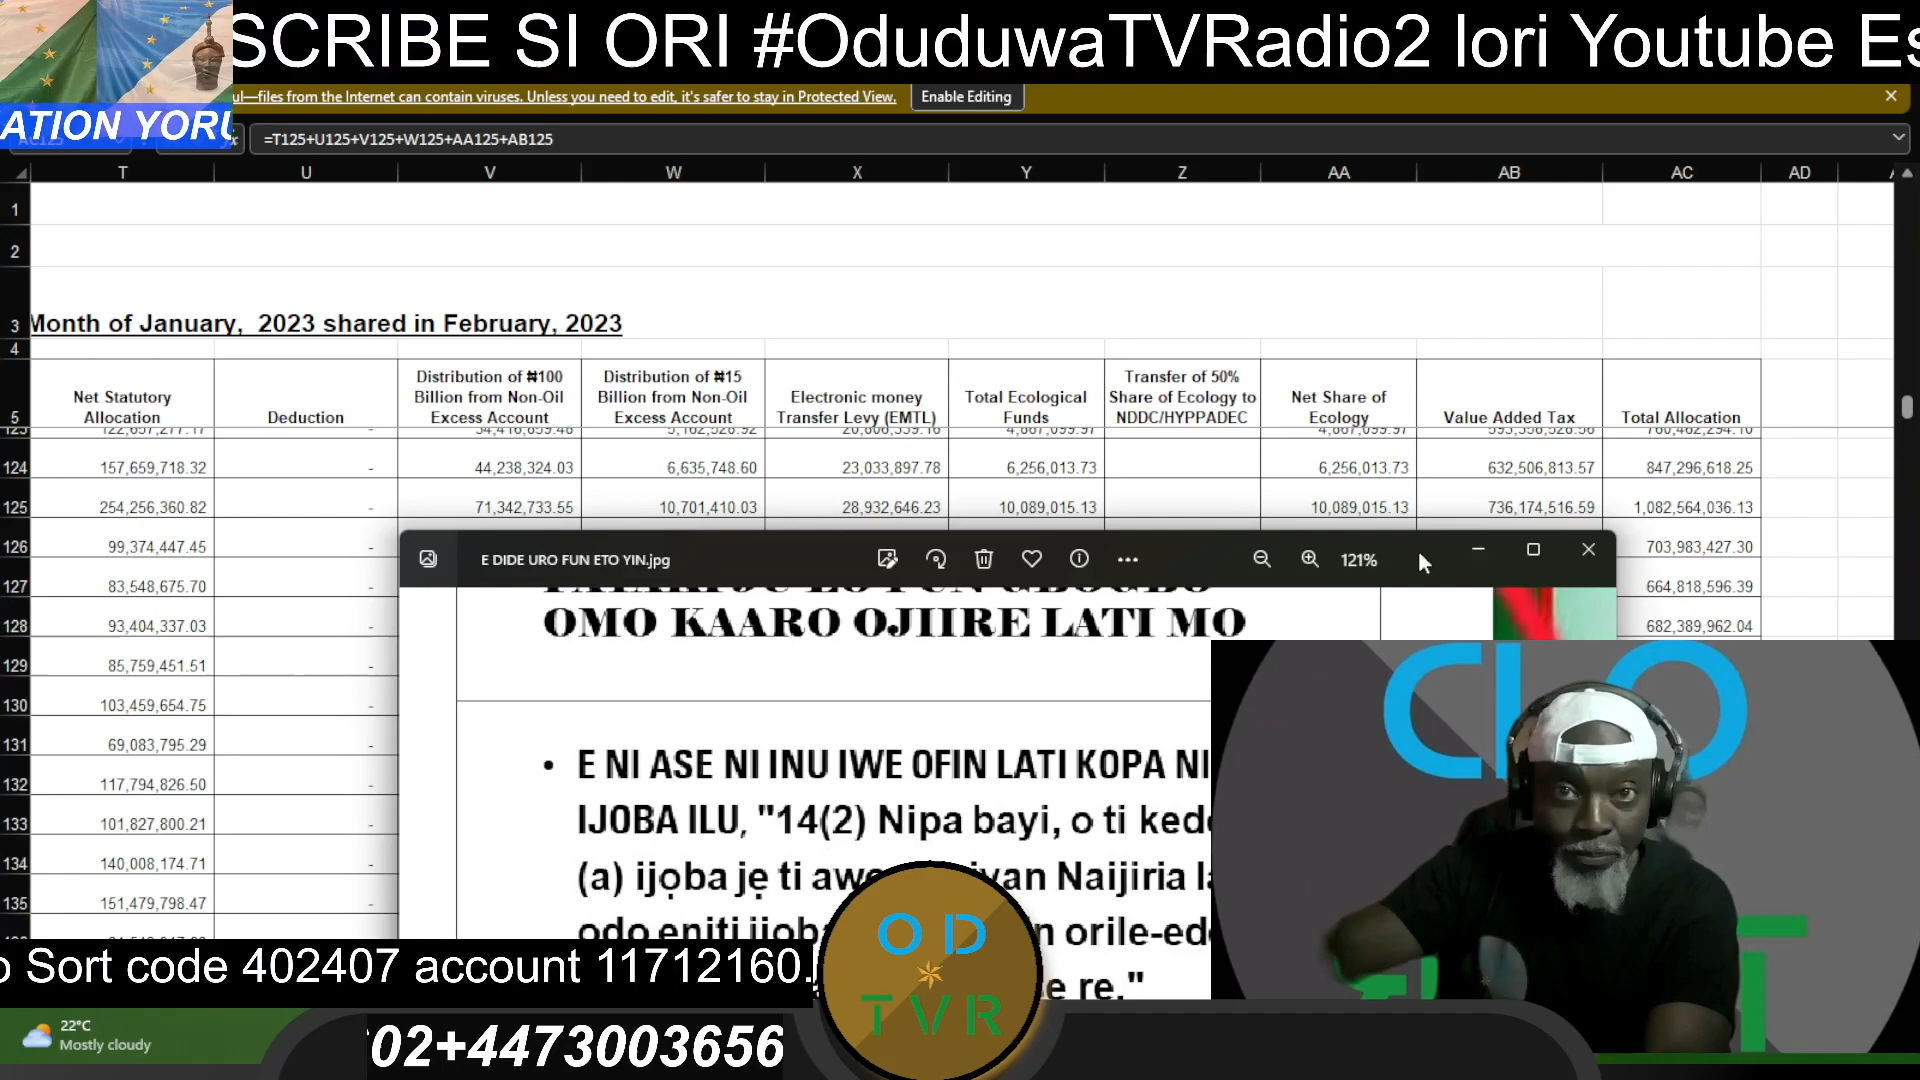 SCRIBE SI ORI #OduduwaTVRadio2 lori Youtube Es
ul—files from the Internet can contain viruses. Unless you need to edit, it's safer to stay in Protected View. Enable Editing
ATION YORU
=T125+U125+V125+W125+AA125+AB125
T U V W X Y Z AA AB AC AD
1
2
3 Month of January, 2023 shared in February, 2023
4
5 Net Statutory Allocation Deduction Distribution of ₦100 Billion from Non-Oil Excess Account Distribution of ₦15 Billion from Non-Oil Excess Account Electronic money Transfer Levy (EMTL) Total Ecological Funds Transfer of 50% Share of Ecology to NDDC/HYPPADEC Net Share of Ecology Value Added Tax Total Allocation
124 157,659,718.32 - 44,238,324.03 6,635,748.60 23,033,897.78 6,256,013.73 6,256,013.73 632,506,813.57 847,296,618.25
125 254,256,360.82 - 71,342,733.55 10,701,410.03 28,932,646.23 10,089,015.13 10,089,015.13 736,174,516.59 1,082,564,036.13
126 99,374,447.45 - 703,983,427.30
127 83,548,675.70 - 664,818,596.39
128 93,404,337.03 - 682,389,962.04
129 85,759,451.51 -
130 103,459,654.75 -
131 69,083,795.29 -
132 117,794,826.50 -
133 101,827,800.21 -
134 140,008,174.71 -
135 151,479,798.47 -
E DIDE URO FUN ETO YIN.jpg 121%
OMO KAARO OJIIRE LATI MO
• E NI ASE NI INU IWE OFIN LATI KOPA NI
IJOBA ILU, "14(2) Nipa bayi, o ti
(a) ijọba jẹ ti Naijiria
odo eniti orile-ed
re."
CLO
T
Sort code 402407 account 11712160.
OD
TVR
22°C
Mostly cloudy
02+4473003656